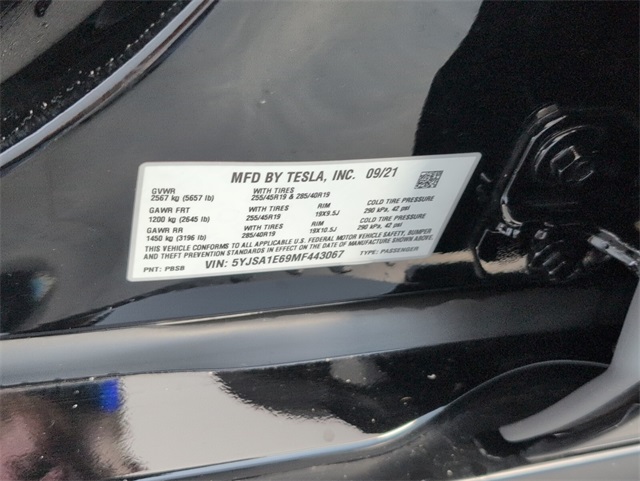 MFD BY TESLA, INC. 09/21
GVWR WITH TIRES
2567 kg (5657 lb) 255/45R19 & 285/40R19
GAWR FRT WITH TIRES RIM COLD TIRE PRESSURE
1200 kg (2645 lb) 255/45R19 19X9.5J 290 kPa, 42 psi
GAWR RR WITH TIRES RIM COLD TIRE PRESSURE
1450 kg (3196 lb) 285/40R19 19X10.5J 290 kPa, 42 psi
THIS VEHICLE CONFORMS TO ALL APPLICABLE U.S. FEDERAL MOTOR VEHICLE SAFETY, BUMPER
AND THEFT PREVENTION STANDARDS IN EFFECT ON THE DATE OF MANUFACTURE SHOWN ABOVE.
PNT: PBSB VIN: 5YJSA1E69MF443067 TYPE: PASSENGER